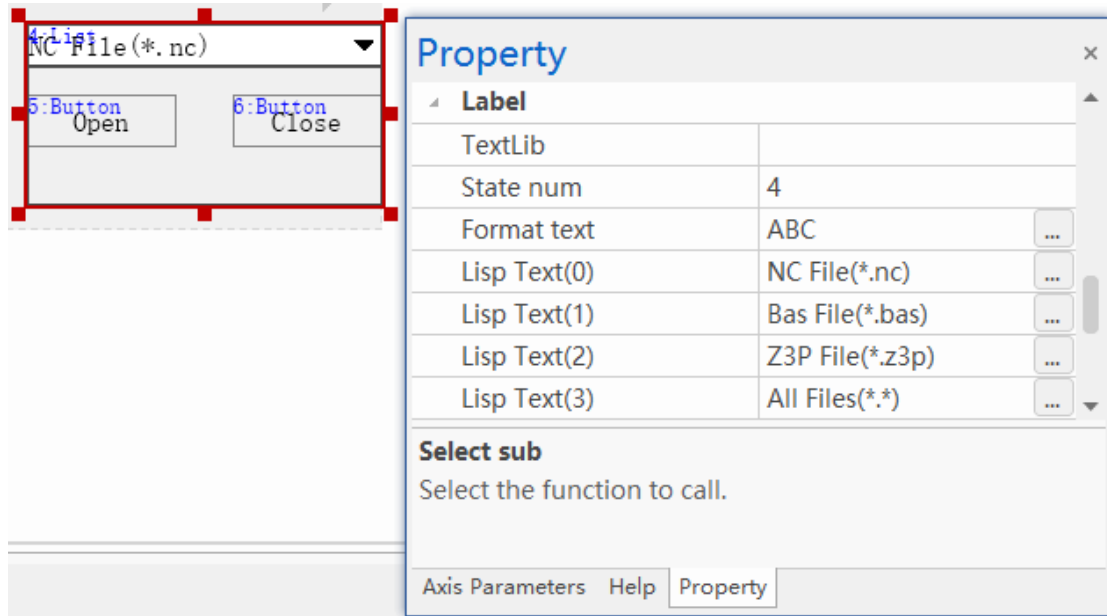 4:List
NC File(*.nc)
5:Button
Open
6:Button
Close
Property
Label
TextLib
State num 4
Format text ABC ...
Lisp Text(0) NC File(*.nc) ...
Lisp Text(1) Bas File(*.bas) ...
Lisp Text(2) Z3P File(*.z3p) ...
Lisp Text(3) All Files(*.*) ...
Select sub
Select the function to call.
Axis Parameters Help Property